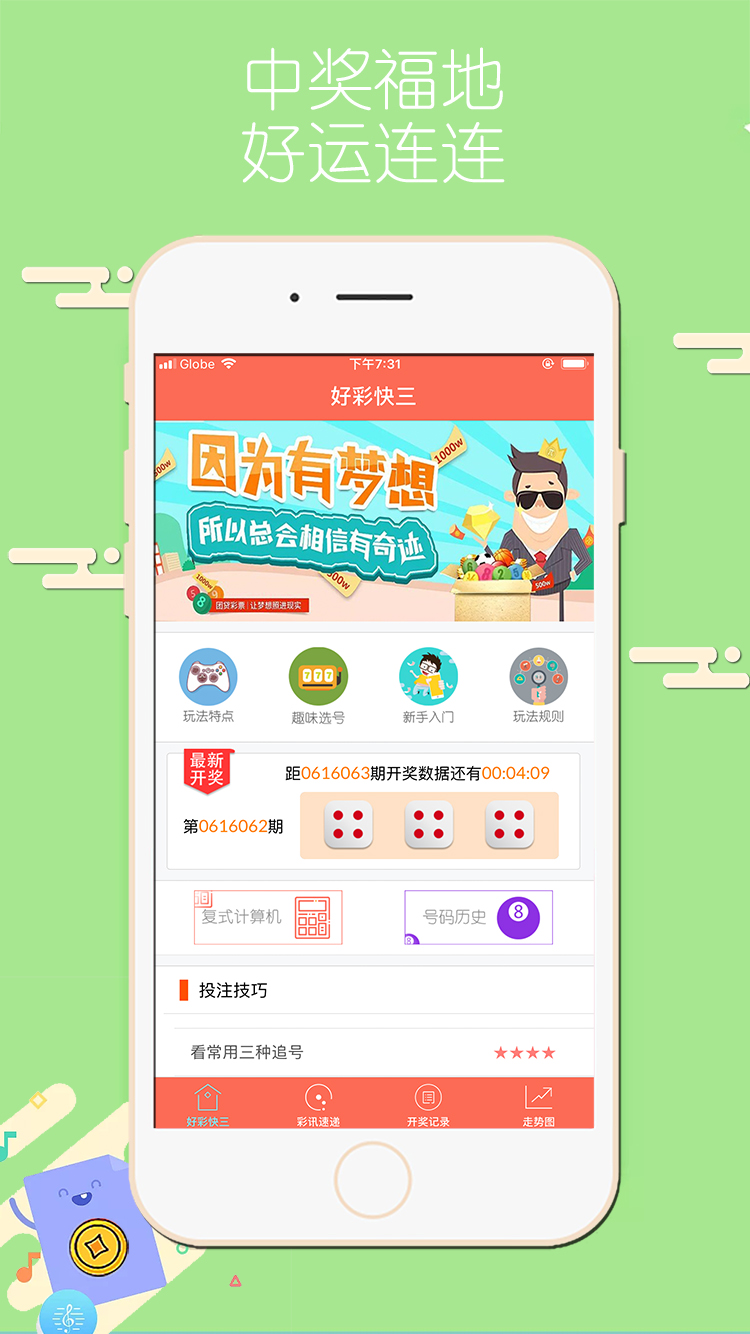 中奖福地
好运连连
Globe
下午7:31
好彩快三
因为有梦想
所以总会相信有奇迹
1000w
500w
1000w
500w
500w
团贷彩票 | 让梦想照进现实
玩法特点
趣味选号
新手入门
玩法规则
最新
开奖
距0616063期开奖数据还有00:04:09
第0616062期
复式计算机
号码历史
8
投注技巧
看常用三种追号
★★★★
好彩快三
彩讯速递
开奖记录
走势图